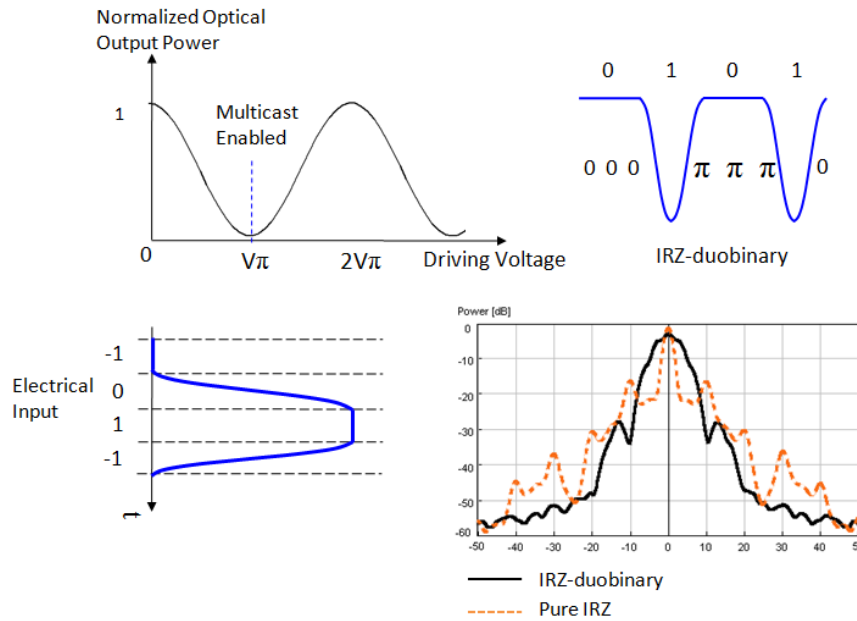 Normalized Optical
Output Power
1
Multicast
Enabled
0
Vπ
2Vπ
Driving Voltage
0 1 0 1
0 0 0 π π π 0
IRZ-duobinary
Electrical
Input
-1
0
1
-1
t
Power [dB]
0
-10
-20
-30
-40
-50
-60
-50 -40 -30 -20 -10 0 10 20 30 40 50
IRZ-duobinary
Pure IRZ